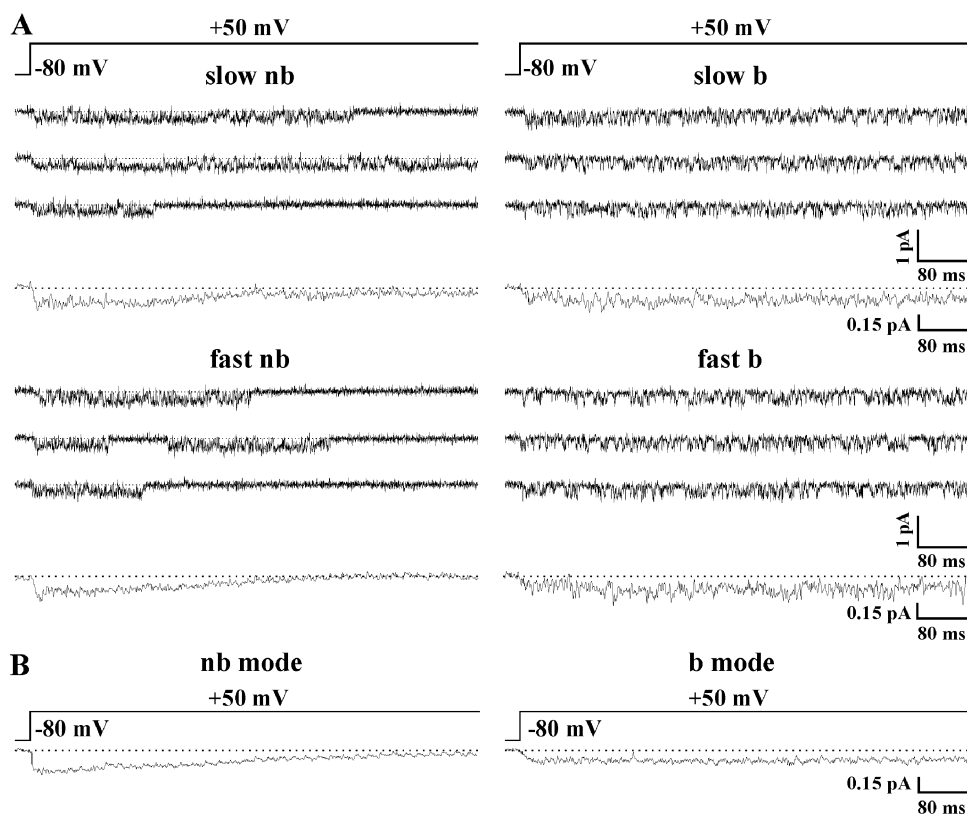 A
+50 mV
+50 mV
-80 mV
-80 mV
slow nb
slow b
1 pA
80 ms
0.15 pA
80 ms
fast nb
fast b
1 pA
80 ms
0.15 pA
80 ms
B
nb mode
b mode
+50 mV
+50 mV
-80 mV
-80 mV
0.15 pA
80 ms